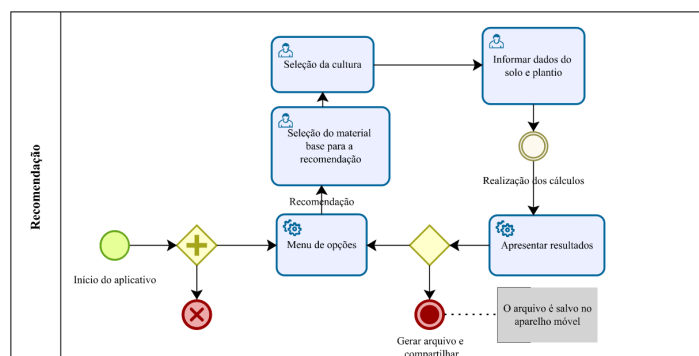 Recomendação
Seleção da cultura
Informar dados do
solo e plantio
Seleção do material
base para a
recomendação
Realização dos cálculos
Recomendação
Menu de opções
Apresentar resultados
Início do aplicativo
O arquivo é salvo no
aparelho móvel
Gerar arquivo e
compartilhar